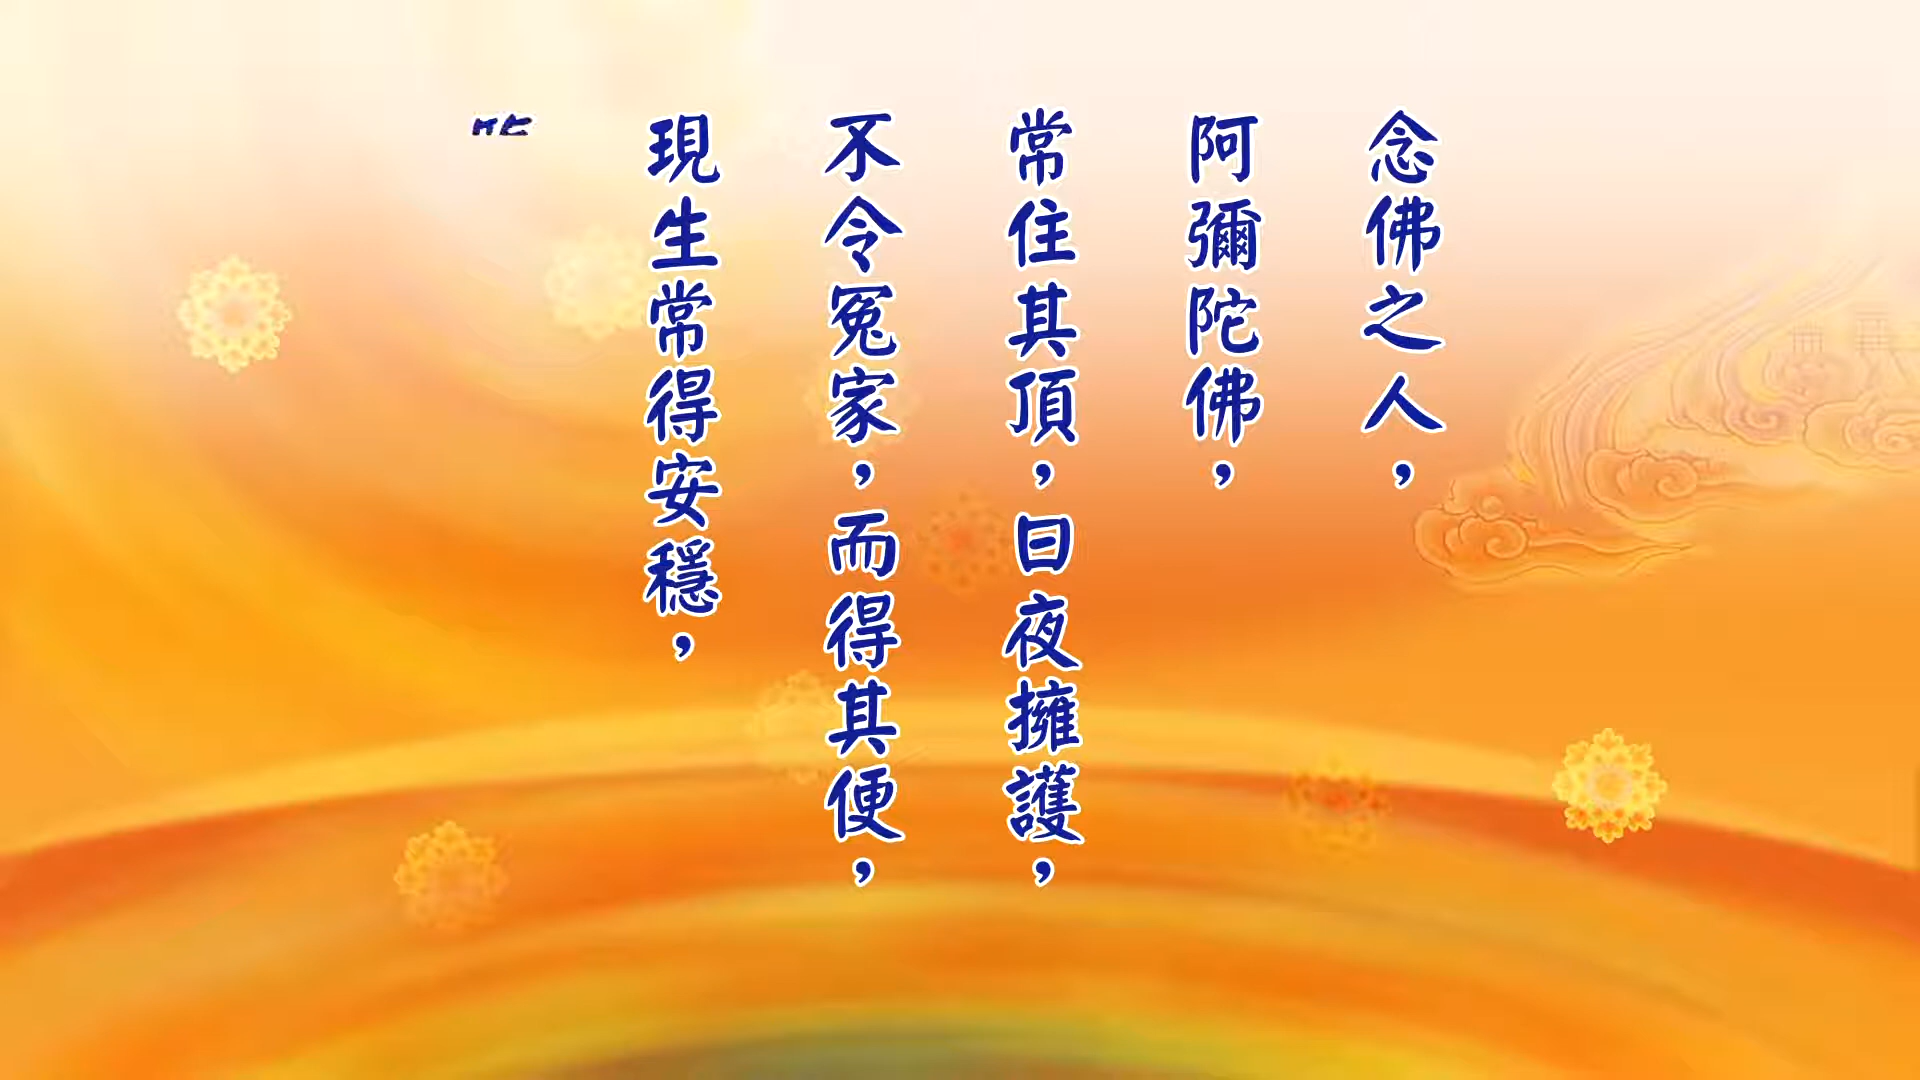 念佛之人，
阿彌陀佛，
常住其頂，日夜擁護，
不令冤家，而得其便，
現生常得安穩，